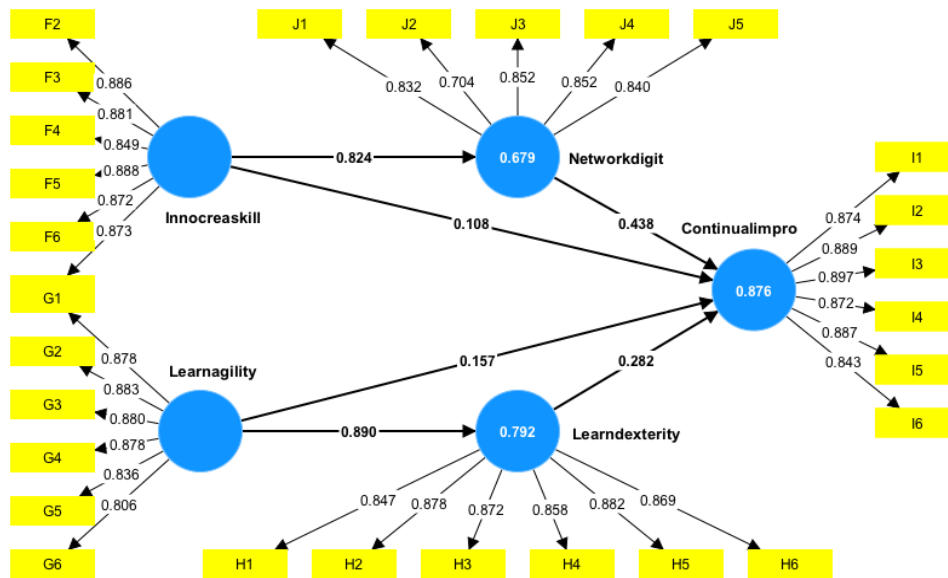 F2
J1
J2
J3
J4
J5
F3
0.886
0.832
0.704
0.852
0.852
0.840
0.881
F4
0.849
F5
0.888
0.824
0.679
Networkdigit
I1
F6
0.872
0.873
Innocreaskill
0.108
0.438
Continualimpro
0.874
I2
0.889
G1
0.876
0.897
I3
0.872
I4
G2
0.878
Learnagility
0.157
0.282
0.887
I5
G3
0.883
0.843
I6
G4
0.880
0.878
0.890
0.792
Learndexterity
G5
0.836
0.806
G6
0.847
0.878
0.872
0.858
0.882
0.869
H1
H2
H3
H4
H5
H6